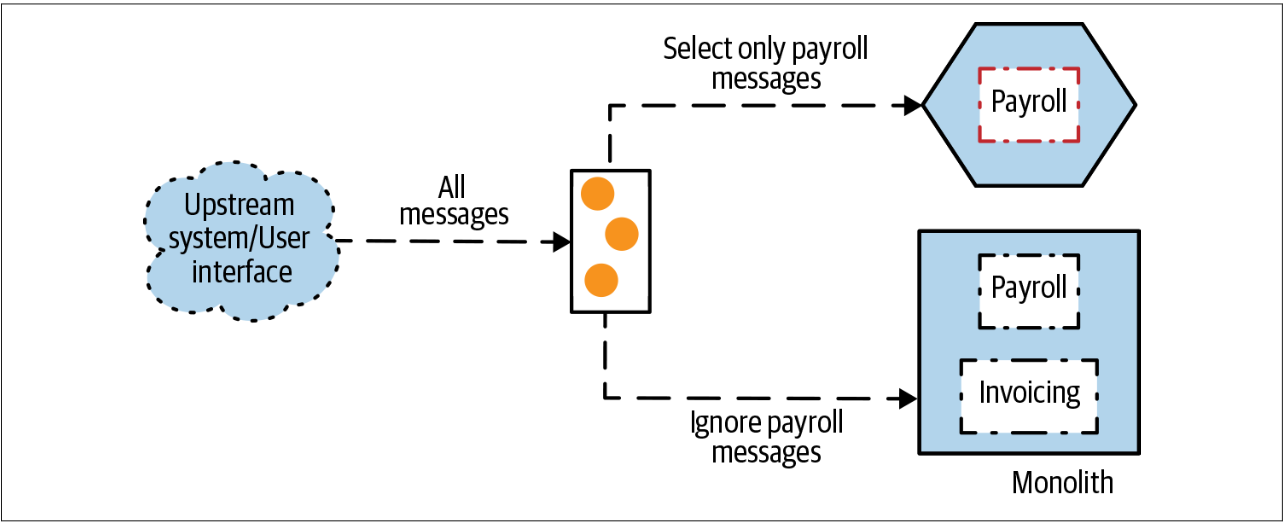 Select only payroll
messages
Payroll
All
messages
Upstream
system/User
interface
Payroll
Invoicing
Ignore payroll
messages
Monolith